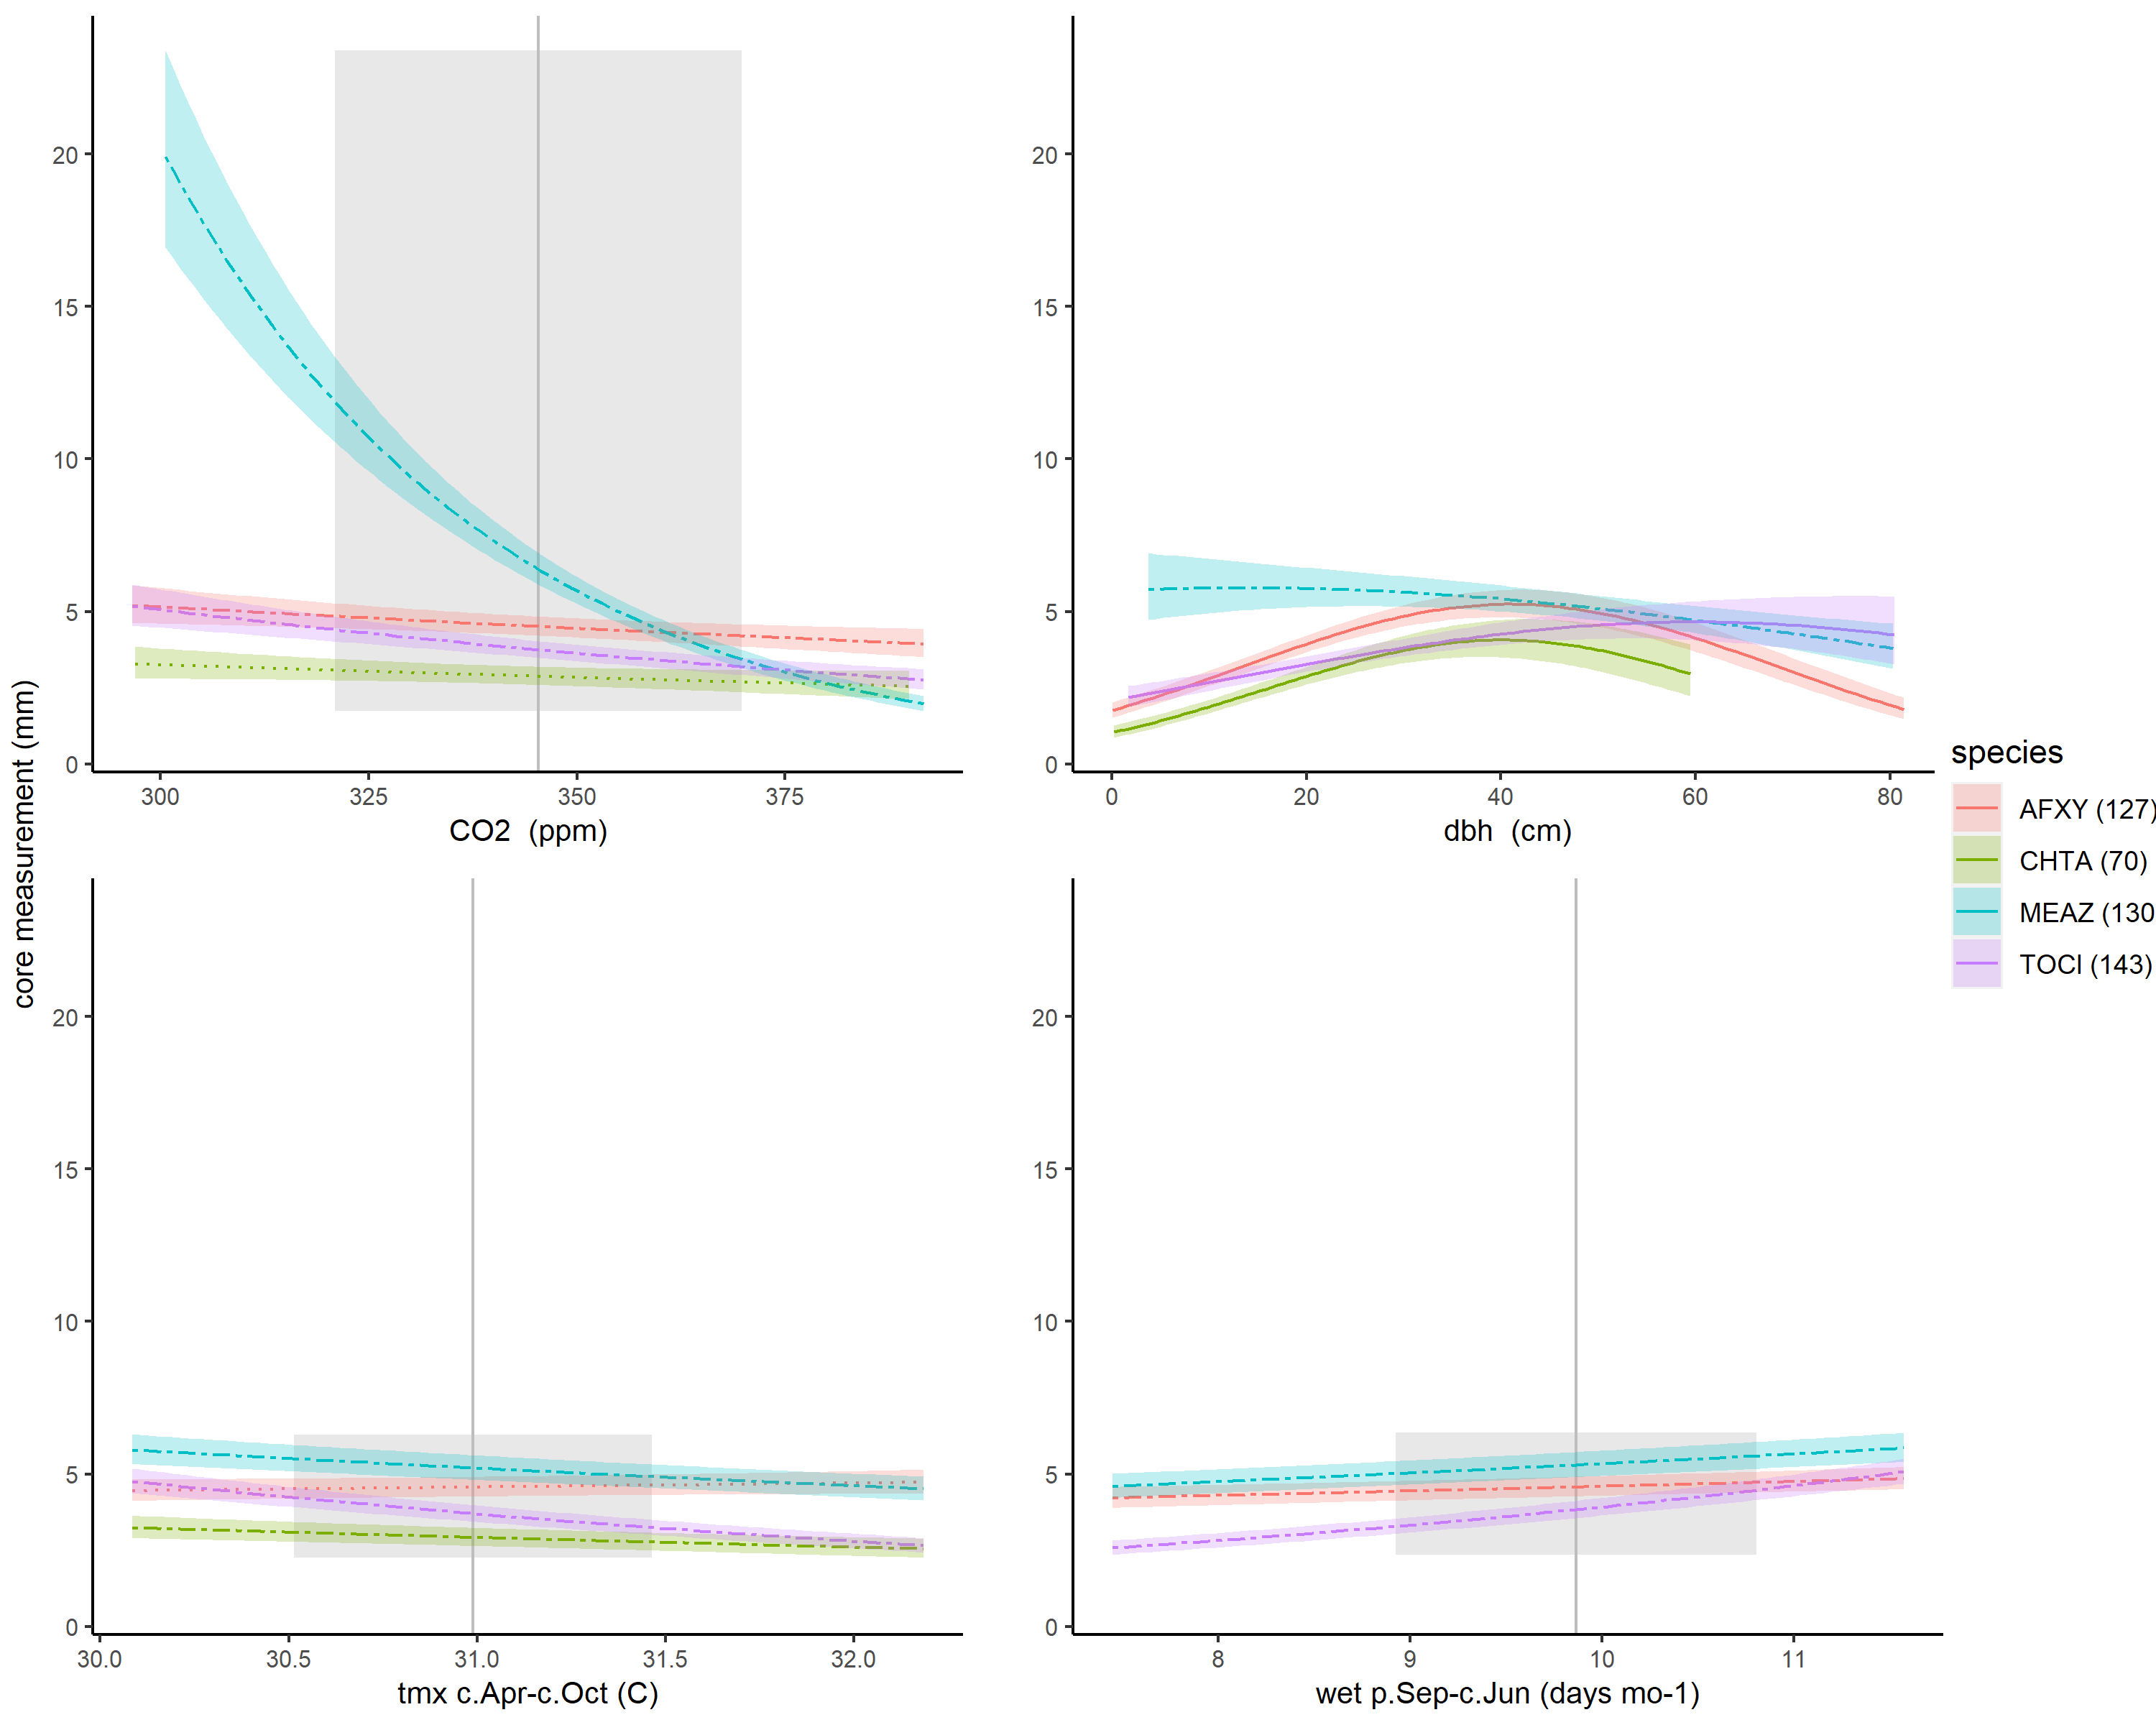 core measurement (mm)
20
15
10
5
0
300 325 350 375
CO2 (ppm)
20
15
10
5
0
0 20 40 60 80
dbh (cm)
20
15
10
5
0
30.0 30.5 31.0 31.5 32.0
tmx c.Apr-c.Oct (C)
20
15
10
5
0
8 9 10 11
wet p.Sep-c.Jun (days mo-1)
species
AFXY (127)
CHTA (70)
MEAZ (130
TOCI (143)